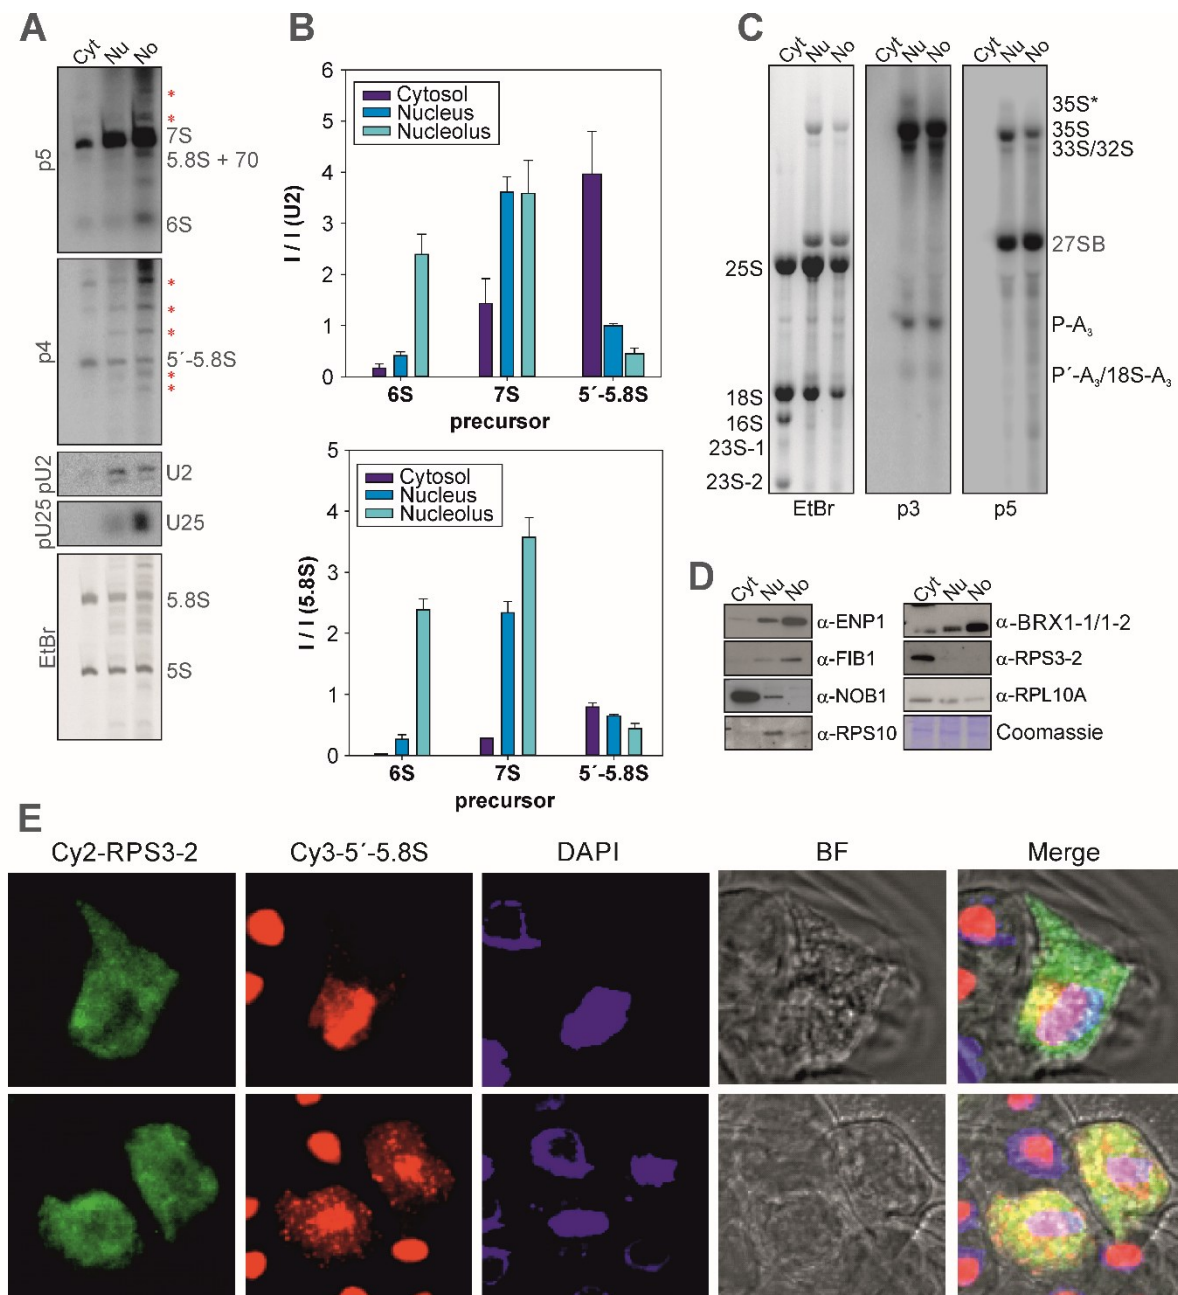 A
Cyt Nu No
p5
*
*
7S
5.8S + 70
6S
p4
*
*
*
5´-5.8S
*
*
pU2
U2
pU25
U25
EtBr
5.8S
5S
B
I / I (U2)
6
5
4
3
2
1
0
Cytosol
Nucleus
Nucleolus
6S 7S 5´-5.8S
precursor
I / I (5.8S)
5
4
3
2
1
0
Cytosol
Nucleus
Nucleolus
6S 7S 5´-5.8S
precursor
C
Cyt Nu No Cyt Nu No Cyt Nu No
35S*
35S
33S/32S
27SB
P-A3
P´-A3/18S-A3
25S
18S
16S
23S-1
23S-2
EtBr p3 p5
D
Cyt Nu No Cyt Nu No
α-ENP1 α-BRX1-1/1-2
α-FIB1 α-RPS3-2
α-NOB1 α-RPL10A
α-RPS10 Coomassie
E
Cy2-RPS3-2 Cy3-5´-5.8S DAPI BF Merge